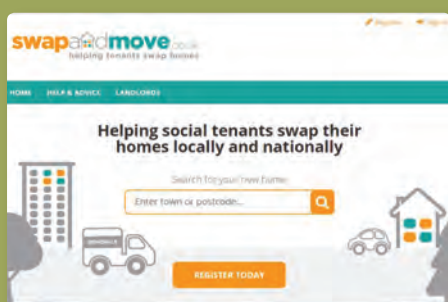 Register
swapandmove.co.uk
helping tenants swap homes
HOME HELP & ADVICE LANDLORDS
Helping social tenants swap their
homes locally and nationally
Search for your new home
Enter town or postcode...
REGISTER TODAY